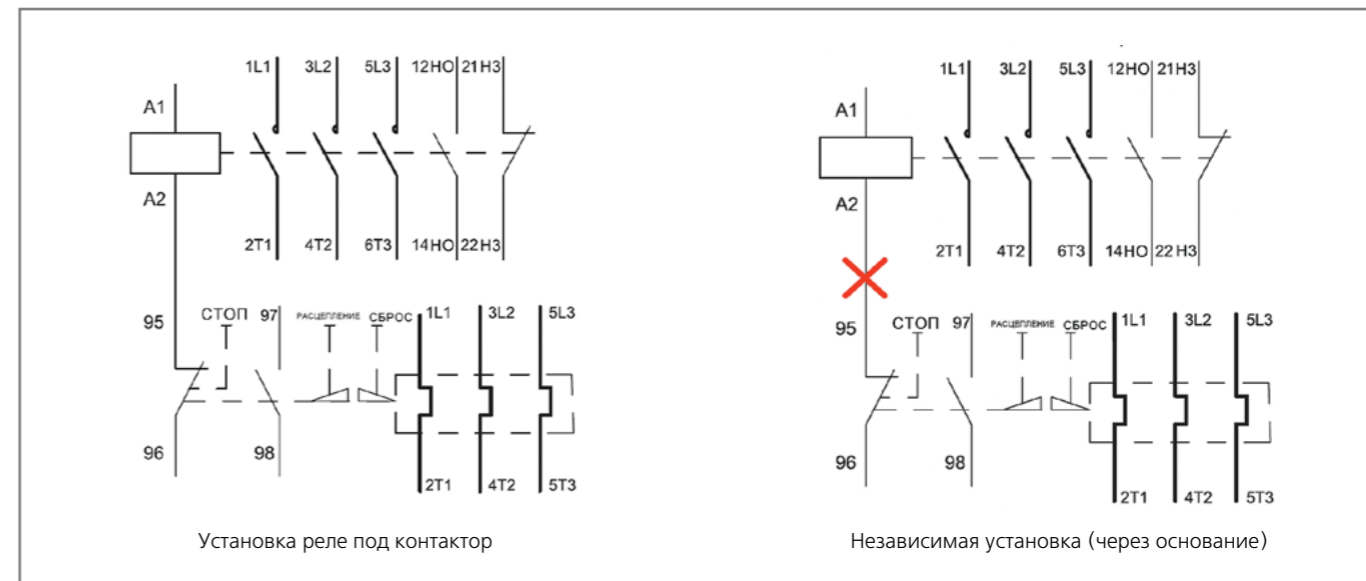 1L1 3L2 5L3 12НО 21НЗ
A1
A2
2T1 4T2 6T3 14НО 22НЗ
95 СТОП 97 РАСЦЕПЛЕНИЕ СБРОС 1L1 3L2 5L3
96 98
2T1 4T2 5T3
Установка реле под контактор
1L1 3L2 5L3 12НО 21НЗ
A1
A2
2T1 4T2 6T3 14НО 22НЗ
95 СТОП 97 РАСЦЕПЛЕНИЕ СБРОС 1L1 3L2 5L3
96 98
2T1 4T2 5T3
Независимая установка (через основание)